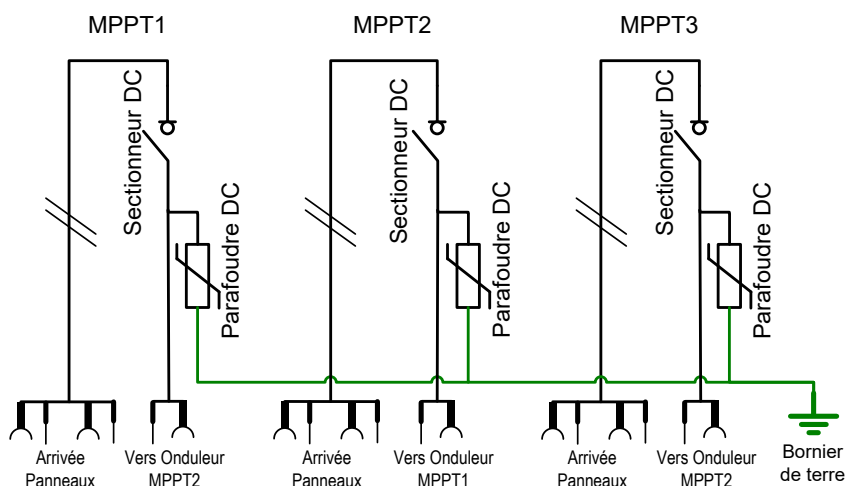 MPPT1
MPPT2
MPPT3
Sectionneur DC
Parafoudre DC
Sectionneur DC
Parafoudre DC
Sectionneur DC
Parafoudre DC
Arrivée
Panneaux
Vers Onduleur
MPPT2
Arrivée
Panneaux
Vers Onduleur
MPPT1
Arrivée
Panneaux
Vers Onduleur
MPPT2
Bornier
de terre